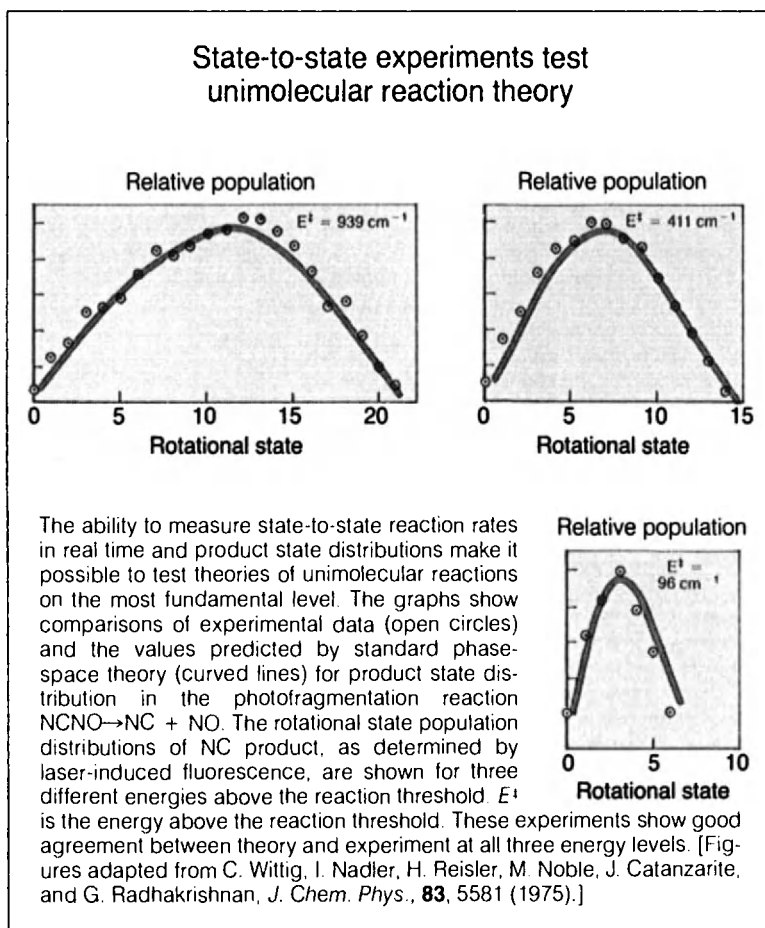 State-to-state experiments test
unimolecular reaction theory
Relative population
E‡ = 939 cm⁻¹
0 5 10 15 20
Rotational state
Relative population
E‡ = 411 cm⁻¹
0 5 10 15
Rotational state
The ability to measure state-to-state reaction rates
in real time and product state distributions make it
possible to test theories of unimolecular reactions
on the most fundamental level. The graphs show
comparisons of experimental data (open circles)
and the values predicted by standard phase-
space theory (curved lines) for product state dis-
tribution in the photofragmentation reaction
NCNO→NC + NO. The rotational state population
distributions of NC product, as determined by
laser-induced fluorescence, are shown for three
different energies above the reaction threshold. E‡
is the energy above the reaction threshold. These experiments show good
agreement between theory and experiment at all three energy levels. [Fig-
ures adapted from C. Wittig, I. Nadler, H. Reisler, M. Noble, J. Catanzarite,
and G. Radhakrishnan, J. Chem. Phys., 83, 5581 (1975).]
Relative population
E‡ =
96 cm⁻¹
0 5 10
Rotational state